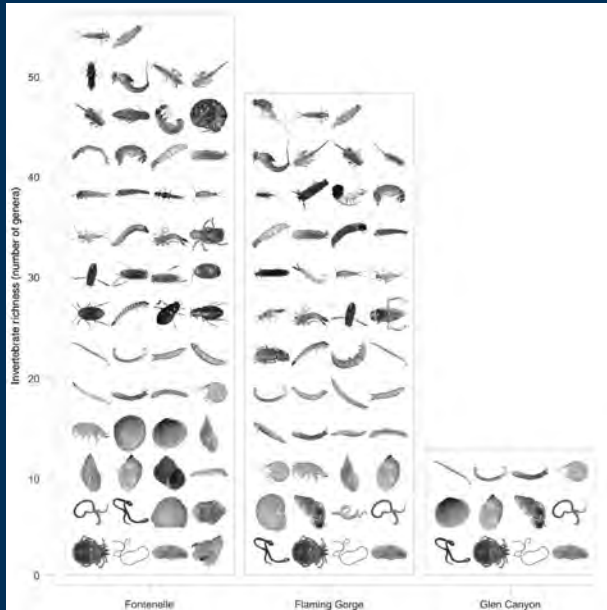 Invertebrate richness (number of genera)
50
40
30
20
10
0
Fontenelle
Flaming Gorge
Glen Canyon